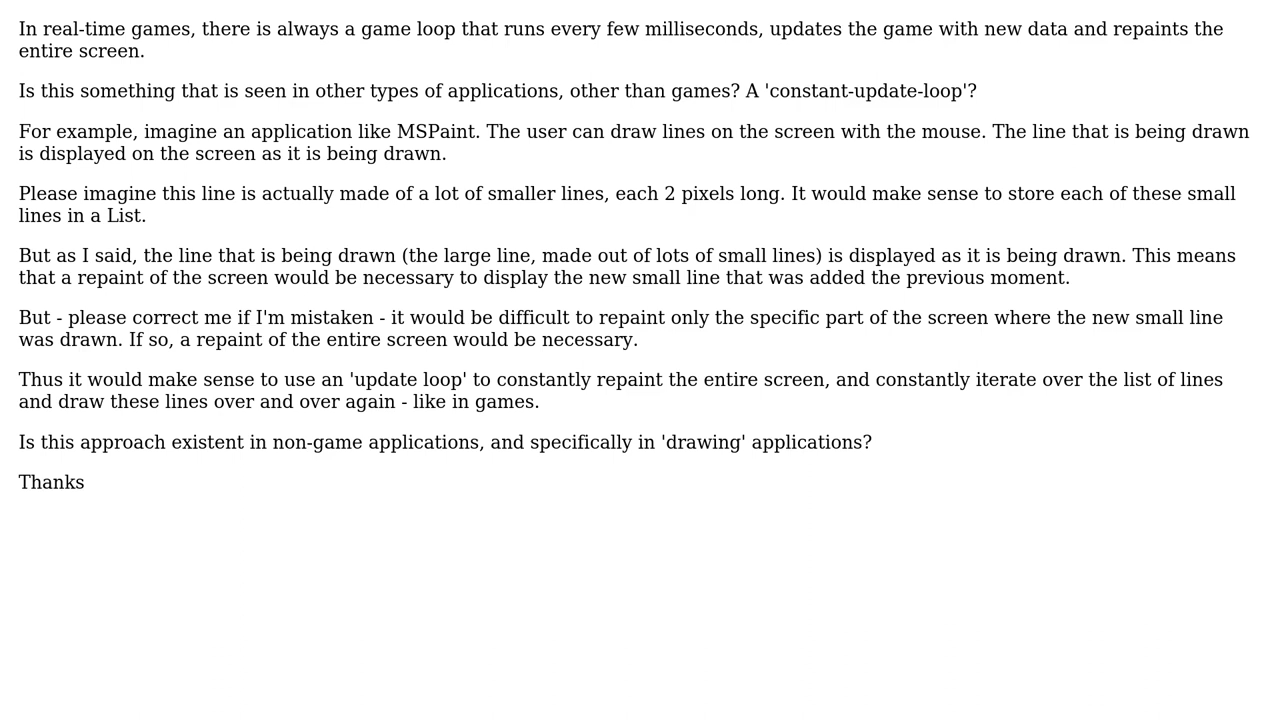 In real-time games, there is always a game loop that runs every few milliseconds, updates the game with new data and repaints the
entire screen.
Is this something that is seen in other types of applications, other than games? A 'constant-update-loop'?
For example, imagine an application like MSPaint. The user can draw lines on the screen with the mouse. The line that is being drawn
is displayed on the screen as it is being drawn.
Please imagine this line is actually made of a lot of smaller lines, each 2 pixels long. It would make sense to store each of these small
lines in a List.
But as I said, the line that is being drawn (the large line, made out of lots of small lines) is displayed as it is being drawn. This means
that a repaint of the screen would be necessary to display the new small line that was added the previous moment.
But - please correct me if I'm mistaken - it would be difficult to repaint only the specific part of the screen where the new small line
was drawn. If so, a repaint of the entire screen would be necessary.
Thus it would make sense to use an 'update loop' to constantly repaint the entire screen, and constantly iterate over the list of lines
and draw these lines over and over again - like in games.
Is this approach existent in non-game applications, and specifically in 'drawing' applications?
Thanks